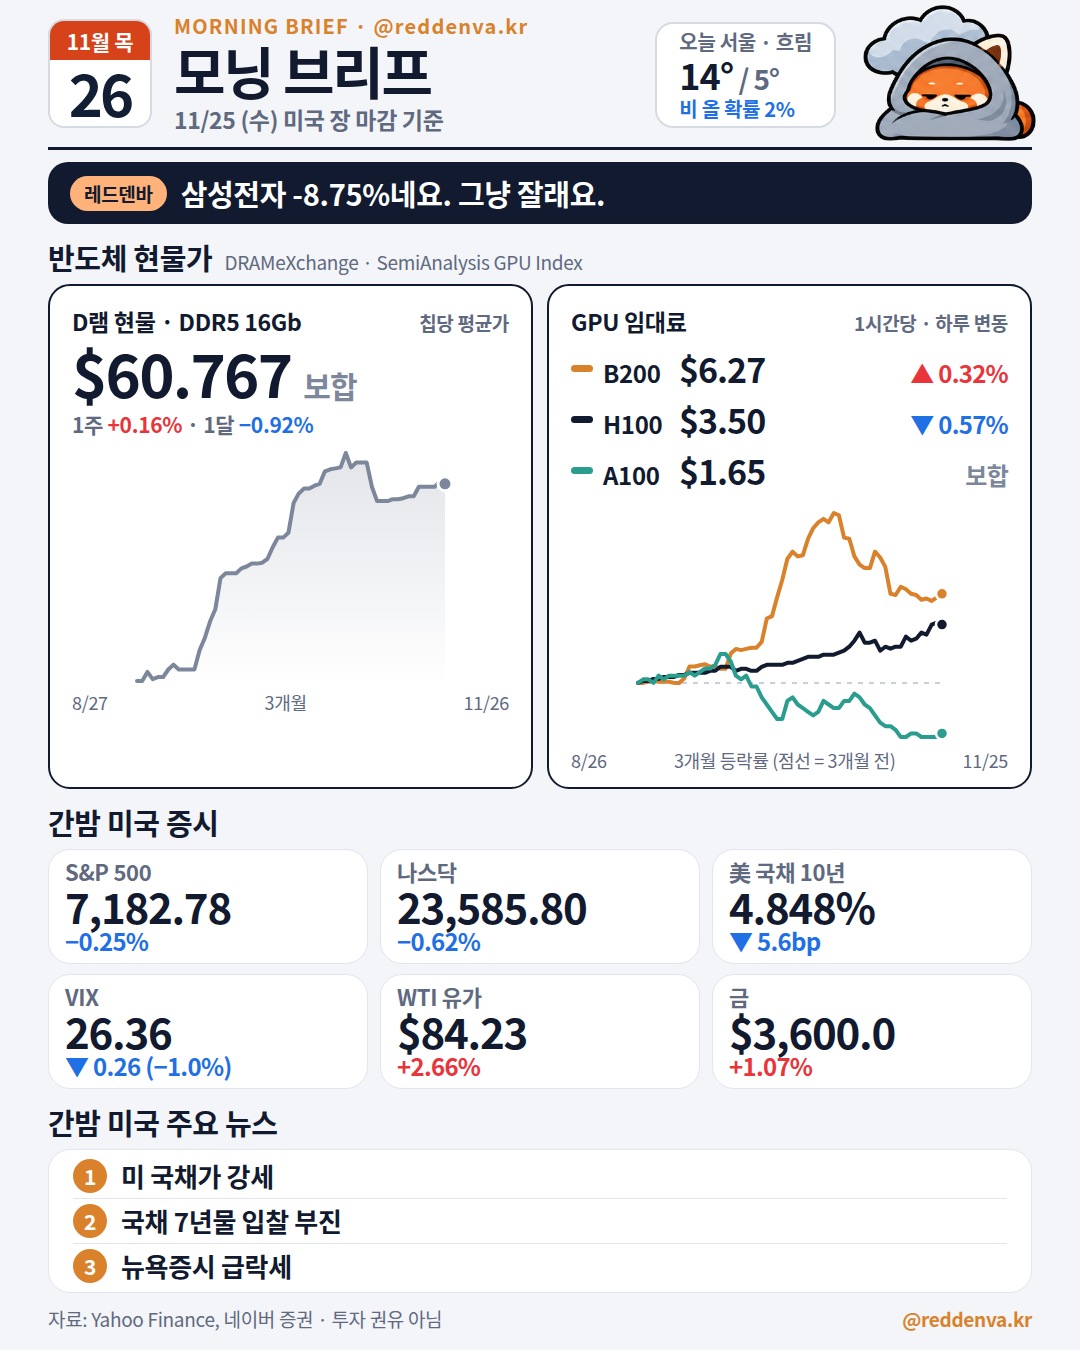 11월 목
26
MORNING BRIEF · @reddenva.kr
모닝 브리프
11/25 (수) 미국 장 마감 기준
오늘 서울 · 흐림
14° / 5°
비 올 확률 2%
레드덴바 삼성전자 -8.75%네요. 그냥 잘래요.
반도체 현물가 DRAMeXchange · SemiAnalysis GPU Index
D램 현물 · DDR5 16Gb 칩당 평균가
$60.767 보합
1주 +0.16% · 1달 −0.92%
8/27 3개월 11/26
GPU 임대료 1시간당 · 하루 변동
B200 $6.27 ▲ 0.32%
H100 $3.50 ▼ 0.57%
A100 $1.65 보합
8/26 3개월 등락률 (점선 = 3개월 전) 11/25
간밤 미국 증시
S&P 500
7,182.78
−0.25%
나스닥
23,585.80
−0.62%
美 국채 10년
4.848%
▼ 5.6bp
VIX
26.36
▼ 0.26 (−1.0%)
WTI 유가
$84.23
+2.66%
금
$3,600.0
+1.07%
간밤 미국 주요 뉴스
1 미 국채가 강세
2 국채 7년물 입찰 부진
3 뉴욕증시 급락세
자료: Yahoo Finance, 네이버 증권 · 투자 권유 아님
@reddenva.kr